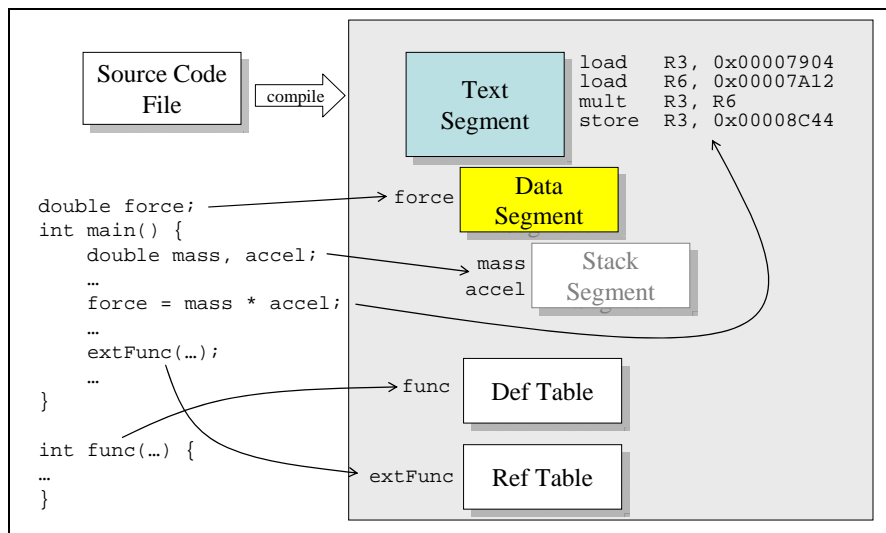 Source Code
File
compile
Text
Segment
load R3, 0x00007904
load R6, 0x00007A12
mult R3, R6
store R3, 0x00008C44
double force;
int main() {
double mass, accel;
…
force = mass * accel;
…
extFunc(…);
…
}
int func(…) {
…
}
force
Data
Segment
mass
accel
Stack
Segment
func
Def Table
extFunc
Ref Table